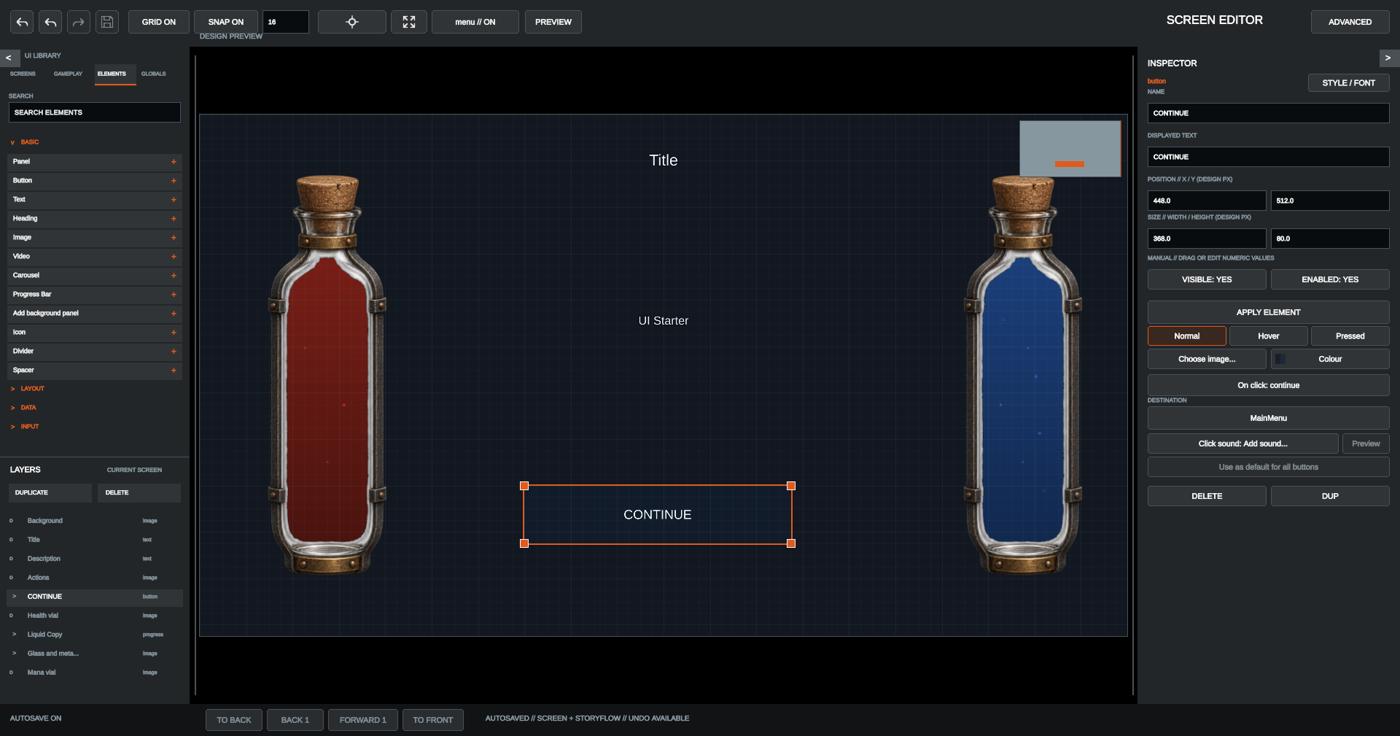 GRID ON
SNAP ON
16
menu // ON
PREVIEW
SCREEN EDITOR
ADVANCED
DESIGN PREVIEW
<
UI LIBRARY
SCREENS
GAMEPLAY
ELEMENTS
GLOBALS
SEARCH
SEARCH ELEMENTS
v BASIC
Panel +
Button +
Text +
Heading +
Image +
Video +
Carousel +
Progress Bar +
Add background panel +
Icon +
Divider +
Spacer +
> LAYOUT
> DATA
> INPUT
LAYERS
CURRENT SCREEN
DUPLICATE
DELETE
o Background image
o Title text
o Description text
o Actions image
> CONTINUE button
o Health vial image
> Liquid Copy progress
> Glass and meta... image
o Mana vial image
Title
UI Starter
CONTINUE
>
INSPECTOR
button
NAME
STYLE / FONT
CONTINUE
DISPLAYED TEXT
CONTINUE
POSITION // X / Y (DESIGN PX)
448.0
512.0
SIZE // WIDTH / HEIGHT (DESIGN PX)
368.0
80.0
MANUAL // DRAG OR EDIT NUMERIC VALUES
VISIBLE: YES
ENABLED: YES
APPLY ELEMENT
Normal
Hover
Pressed
Choose image...
Colour
On click: continue
DESTINATION
MainMenu
Click sound: Add sound...
Preview
Use as default for all buttons
DELETE
DUP
AUTOSAVE ON
TO BACK
BACK 1
FORWARD 1
TO FRONT
AUTOSAVED // SCREEN + STORYFLOW // UNDO AVAILABLE